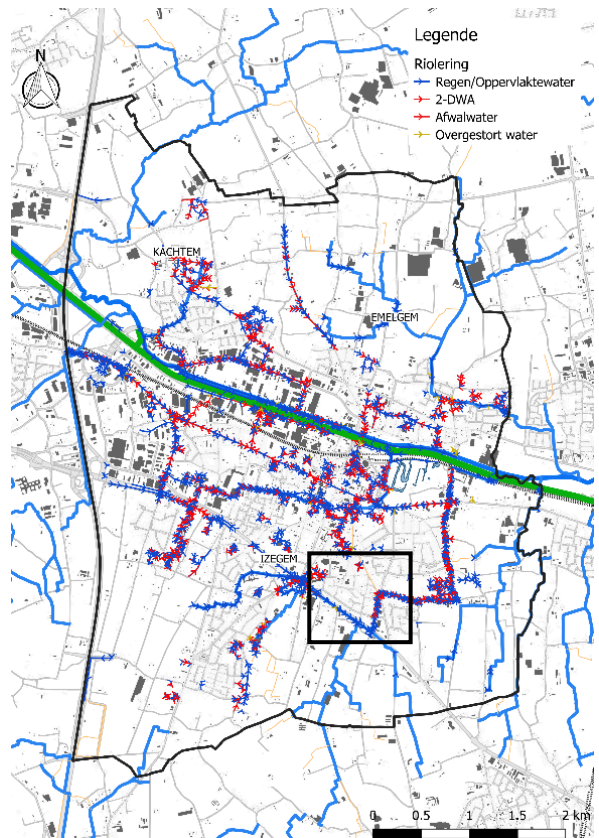 Legende
N
Riolering
Regen/Oppervlaktewater
2-DWA
Afwalwater
Overgestort water
KACHTEM
EMELGEM
IZEGEM
0 0.5 1 1.5 2 km